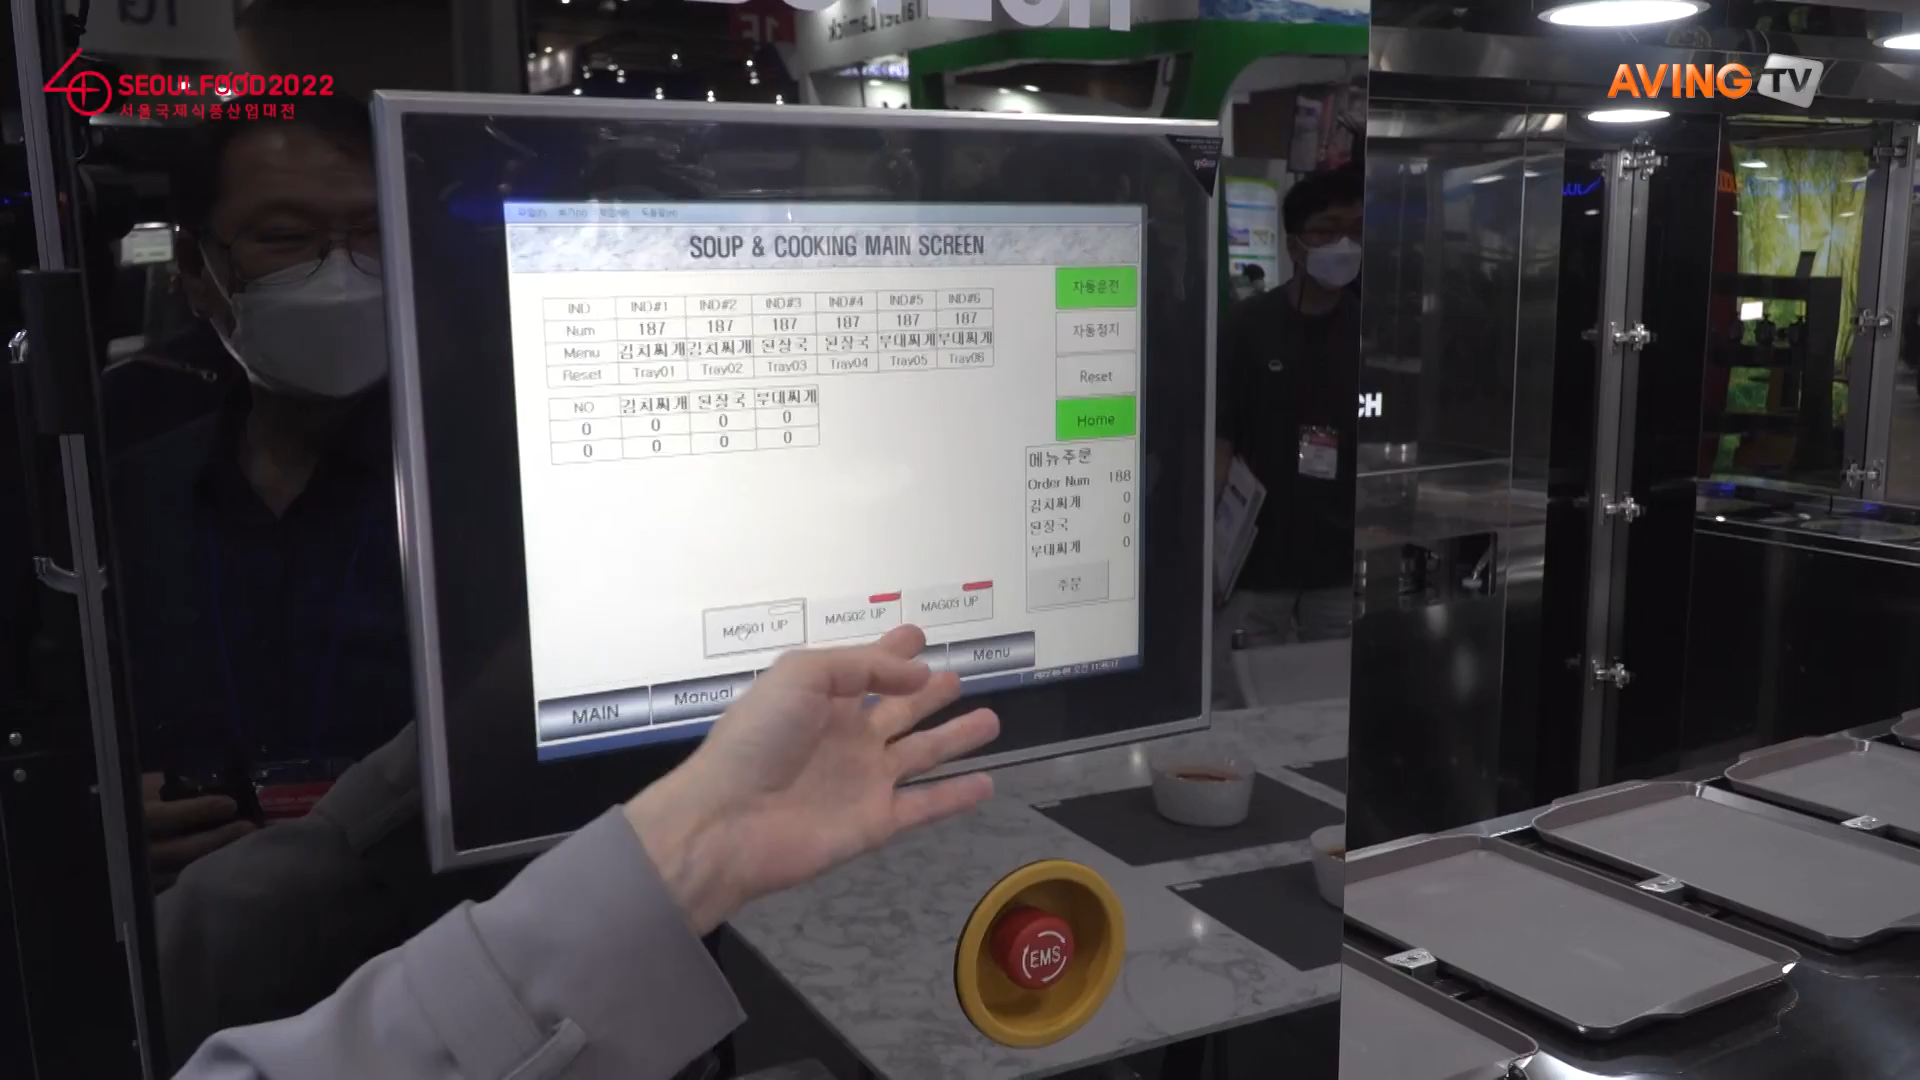 SEOUL FOOD 2022
서울국제식품산업대전
AVING TV
SOUP & COOKING MAIN SCREEN
IND IND#1 IND#2 IND#3 IND#4 IND#5 IND#6
Num 187 187 187 187 187 187
Menu 김치찌개 김치찌개 된장국 된장국 부대찌개 부대찌개
Reset Tray01 Tray02 Tray03 Tray04 Tray05 Tray06
NO 김치찌개 된장국 부대찌개
0 0 0 0
0 0 0 0
자동운전
자동정지
Reset
Home
메뉴주문
Order Num 188
김치찌개 0
된장국 0
부대찌개 0
주문
MAG01 UP
MAG02 UP
MAG03 UP
MAIN
Manual
Menu
EMS
CH